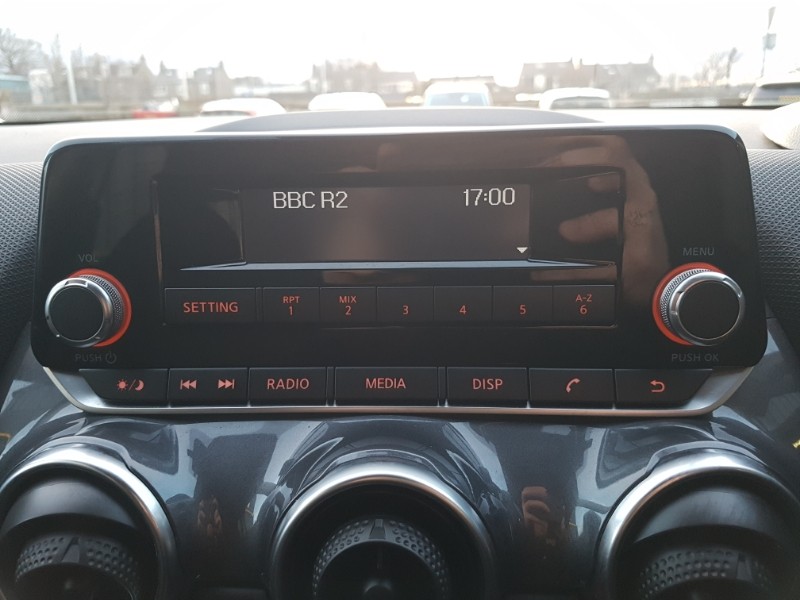 BBC R2 17:00
VOL MENU
SETTING RPT 1 MIX 2 3 4 5 A-Z 6
PUSH PUSH OK
RADIO MEDIA DISP